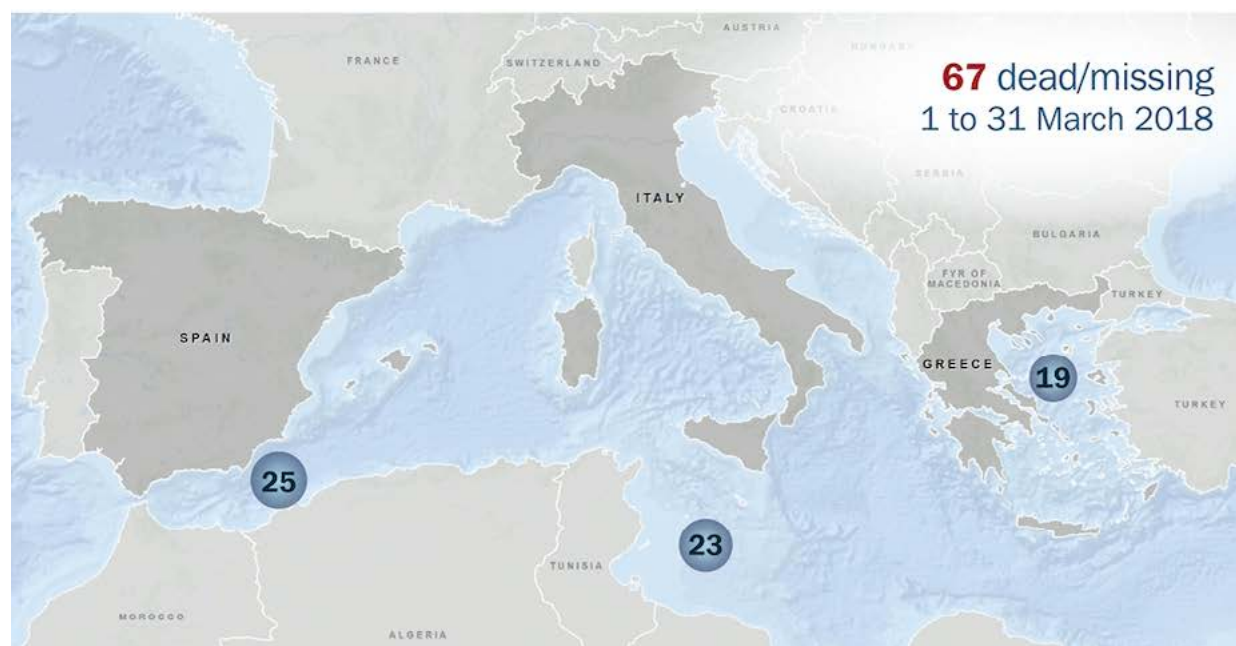 AUSTRIA
HUNGARY
FRANCE
SWITZERLAND
67 dead/missing
1 to 31 March 2018
CROATIA
SERBIA
ITALY
BULGARIA
FYR OF
MACEDONIA
TURKEY
SPAIN
GREECE
19
TURKEY
25
23
TUNISIA
MOROCCO
ALGERIA